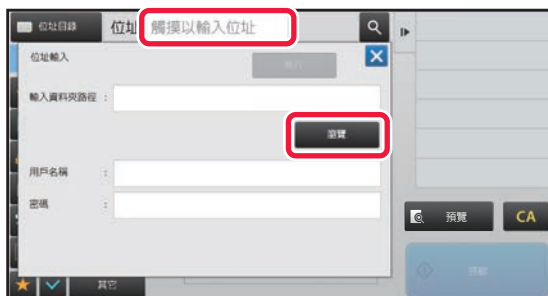 位址目錄 位址 觸摸以輸入位址
位址輸入
輸入資料夾路徑 :
瀏覽
用戶名稱 :
密碼 :
預覽 CA
其它